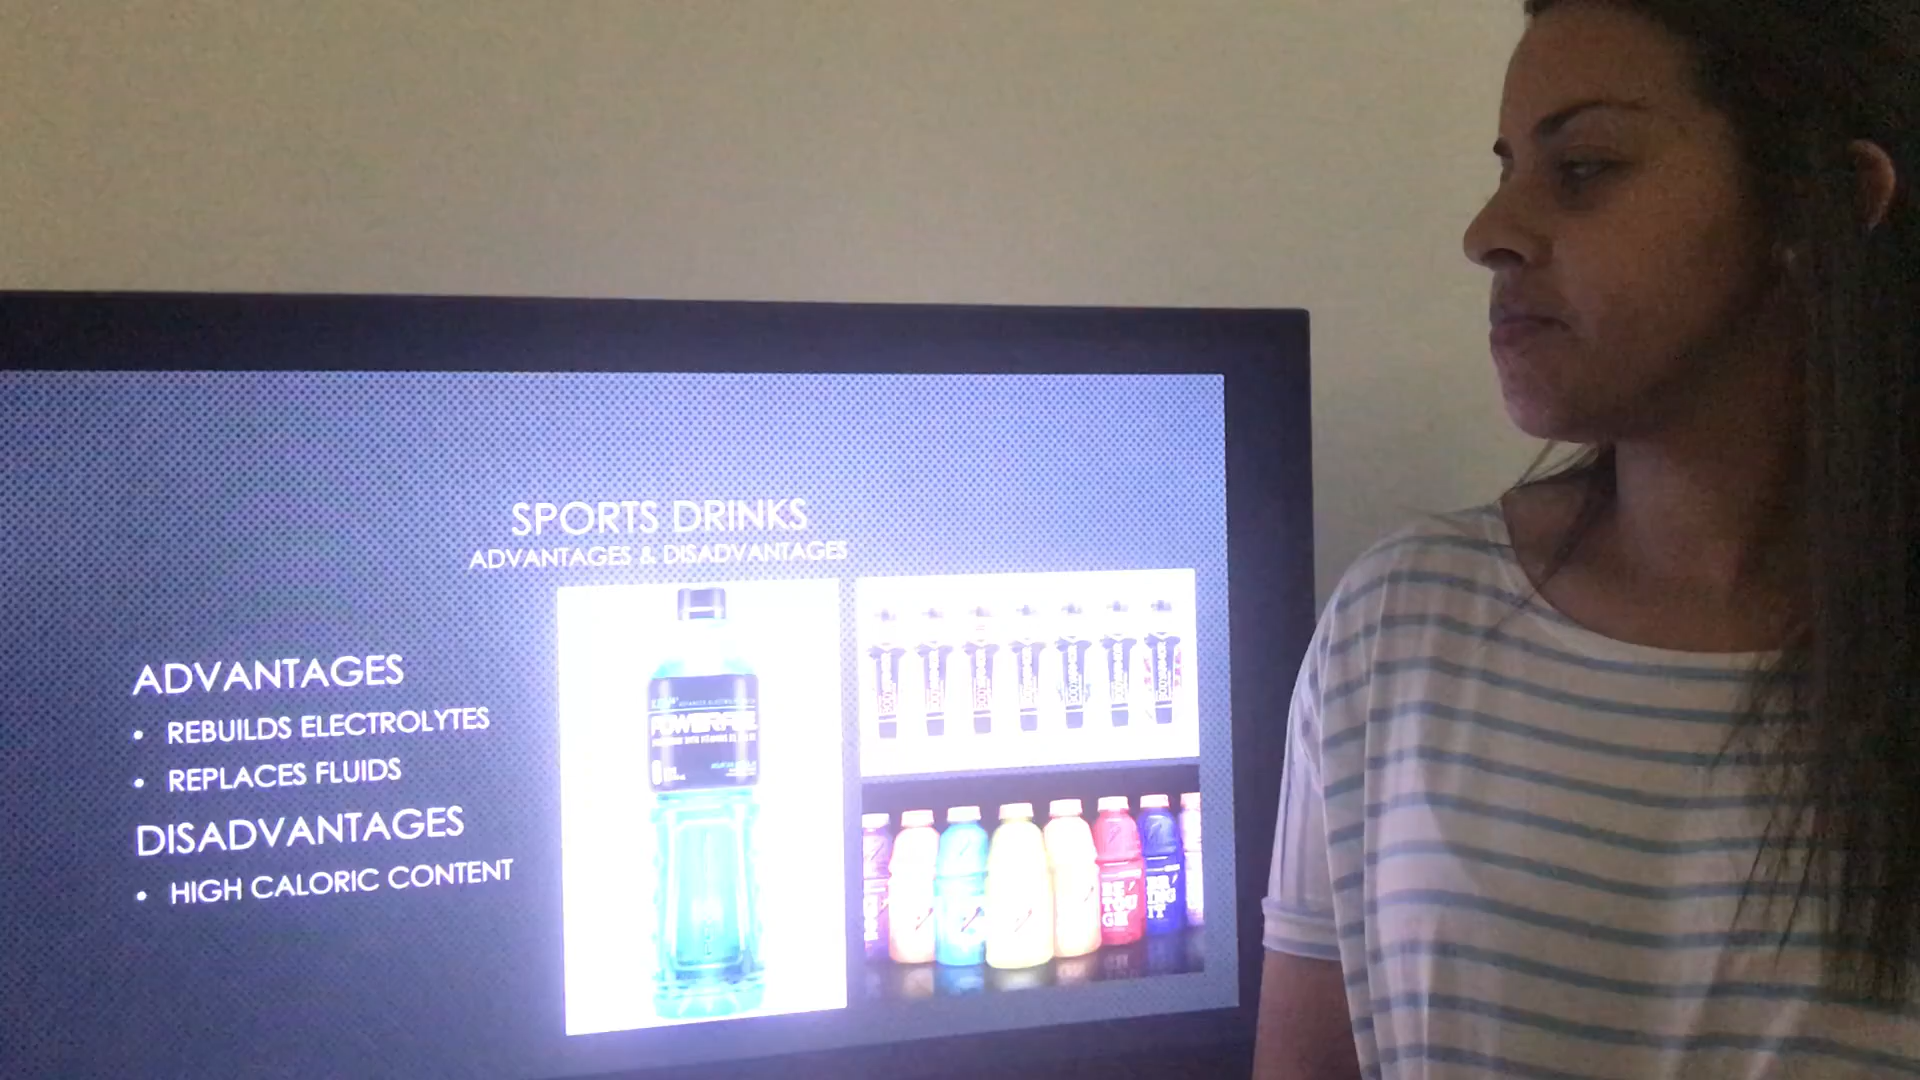 SPORTS DRINKS
ADVANTAGES & DISADVANTAGES
ADVANTAGES
• REBUILDS ELECTROLYTES
• REPLACES FLUIDS
DISADVANTAGES
• HIGH CALORIC CONTENT
POWERADE